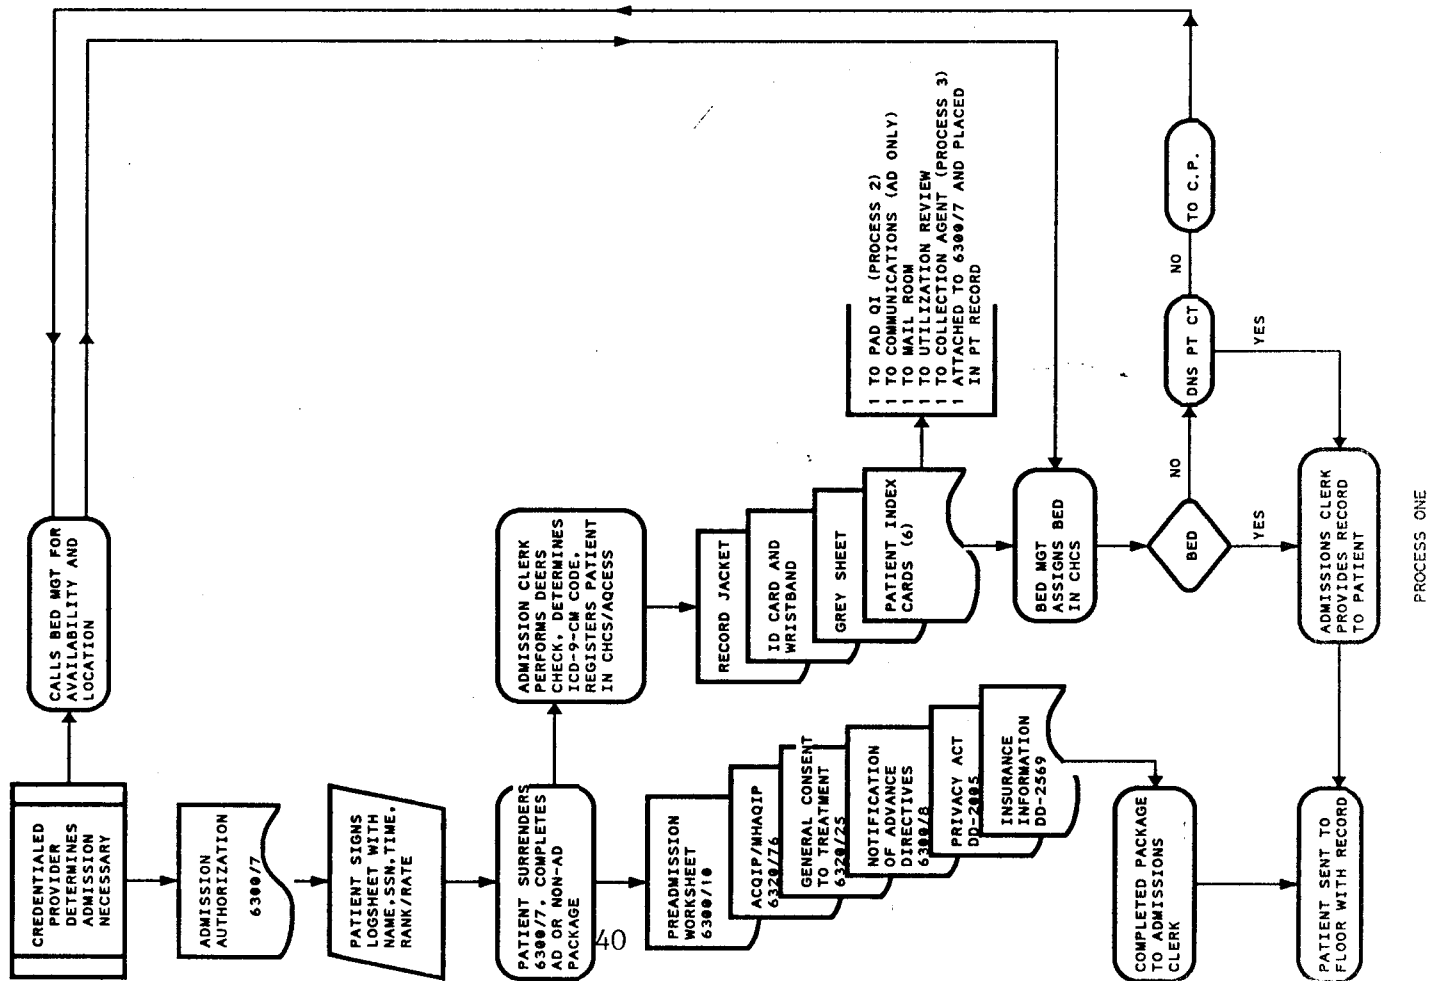 CREDENTIALED
PROVIDER
DETERMINES
ADMISSION
NECESSARY
CALLS BED MGT FOR
AVAILABILITY AND
LOCATION
ADMISSION
AUTHORIZATION
6300/7
PATIENT SIGNS
LOGSHEET WITH
NAME,SSN,TIME,
RANK/RATE
PATIENT SURRENDERS
6300/7, COMPLETES
AD OR NON-AD
PACKAGE
ADMISSION CLERK
PERFORMS DEERS
CHECK, DETERMINES
ICD-9-CM CODE,
REGISTERS PATIENT
IN CHCS/AQCESS
PREADMISSION
WORKSHEET
6300/10
ACQIP/MHAQIP
6320/76
GENERAL CONSENT
TO TREATMENT
6320/25
NOTIFICATION
OF ADVANCE
DIRECTIVES
6300/8
PRIVACY ACT
DD-2005
INSURANCE
INFORMATION
DD-2569
RECORD JACKET
ID CARD AND
WRISTBAND
GREY SHEET
PATIENT INDEX
CARDS (6)
1 TO PAD QI (PROCESS 2)
1 TO COMMUNICATIONS (AD ONLY)
1 TO MAIL ROOM
1 TO UTILIZATION REVIEW
1 TO COLLECTION AGENT (PROCESS 3)
1 ATTACHED TO 6300/7 AND PLACED
IN PT RECORD
BED MGT
ASSIGNS BED
IN CHCS
BED
NO
DNS PT CT
NO
TO C.P.
YES
YES
COMPLETED PACKAGE
TO ADMISSIONS
CLERK
ADMISSIONS CLERK
PROVIDES RECORD
TO PATIENT
PATIENT SENT TO
FLOOR WITH RECORD
PROCESS ONE
40